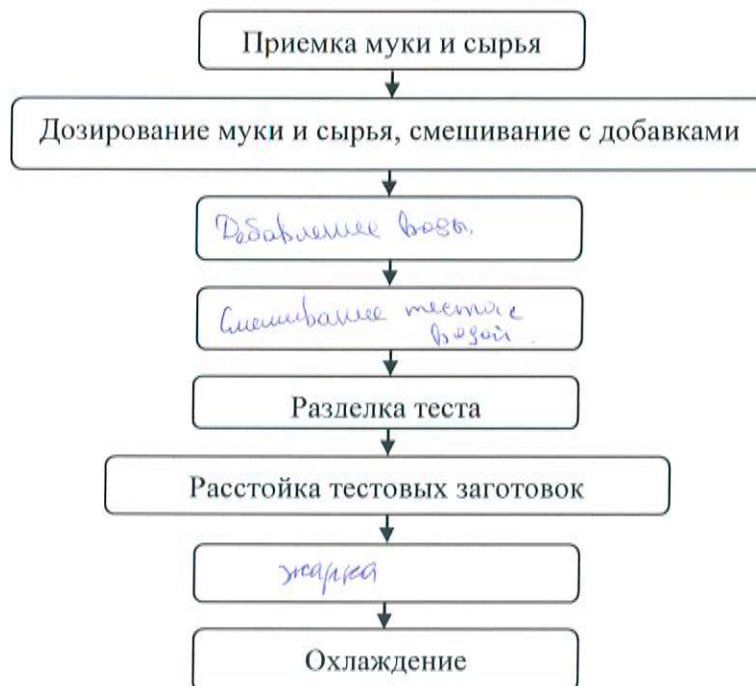 Приемка муки и сырья
Дозирование муки и сырья, смешивание с добавками
Добавление воды.
Смешивание теста с
водой.
Разделка теста
Расстойка тестовых заготовок
жарка
Охлаждение